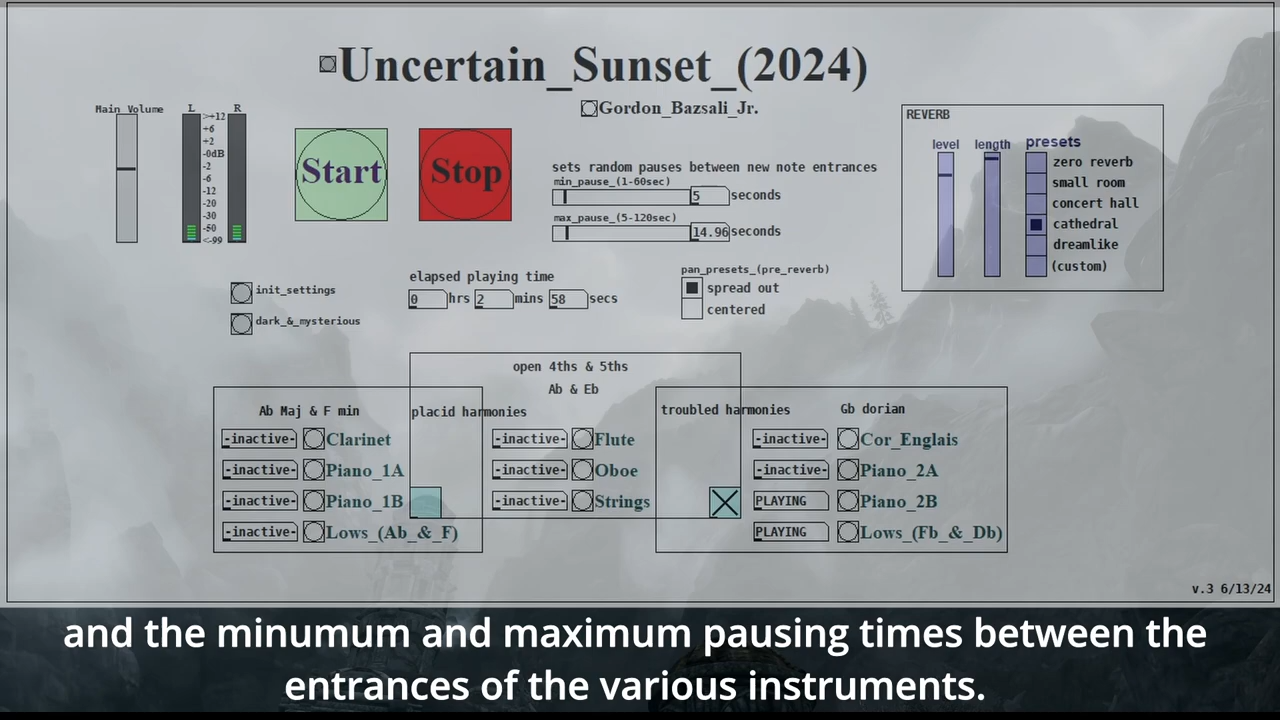 Uncertain_Sunset_(2024)
Gordon_Bazsali_Jr.
Main Volume
L R
>+12
+6
+2
-0dB
-2
-6
-12
-20
-30
-50
<-99
Start
Stop
sets random pauses between new note entrances
min_pause_(1-60sec)
5 seconds
max_pause_(5-120sec)
14.96 seconds
REVERB
level length presets
zero reverb
small room
concert hall
cathedral
dreamlike
(custom)
init_settings
dark_&_mysterious
elapsed playing time
0 hrs 2 mins 58 secs
pan_presets_(pre_reverb)
spread out
centered
open 4ths & 5ths
Ab & Eb
Ab Maj & F min
placid harmonies
troubled harmonies
Gb dorian
-inactive- Clarinet
-inactive- Piano_1A
-inactive- Piano_1B
-inactive- Lows_(Ab_&_F)
-inactive- Flute
-inactive- Oboe
-inactive- Strings
-inactive- Cor_Englais
-inactive- Piano_2A
PLAYING Piano_2B
PLAYING Lows_(Fb_&_Db)
v.3 6/13/24
and the minumum and maximum pausing times between the
entrances of the various instruments.